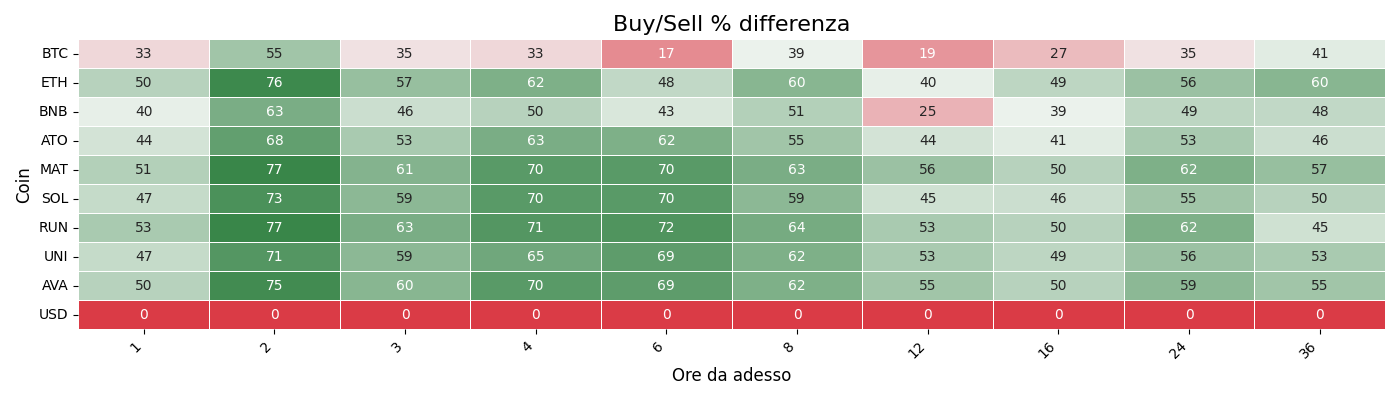 Buy/Sell % differenza
Coin
BTC 33 55 35 33 17 39 19 27 35 41
ETH 50 76 57 62 48 60 40 49 56 60
BNB 40 63 46 50 43 51 25 39 49 48
ATO 44 68 53 63 62 55 44 41 53 46
MAT 51 77 61 70 70 63 56 50 62 57
SOL 47 73 59 70 70 59 45 46 55 50
RUN 53 77 63 71 72 64 53 50 62 45
UNI 47 71 59 65 69 62 53 49 56 53
AVA 50 75 60 70 69 62 55 50 59 55
USD 0 0 0 0 0 0 0 0 0 0
1 2 3 4 6 8 12 16 24 36
Ore da adesso